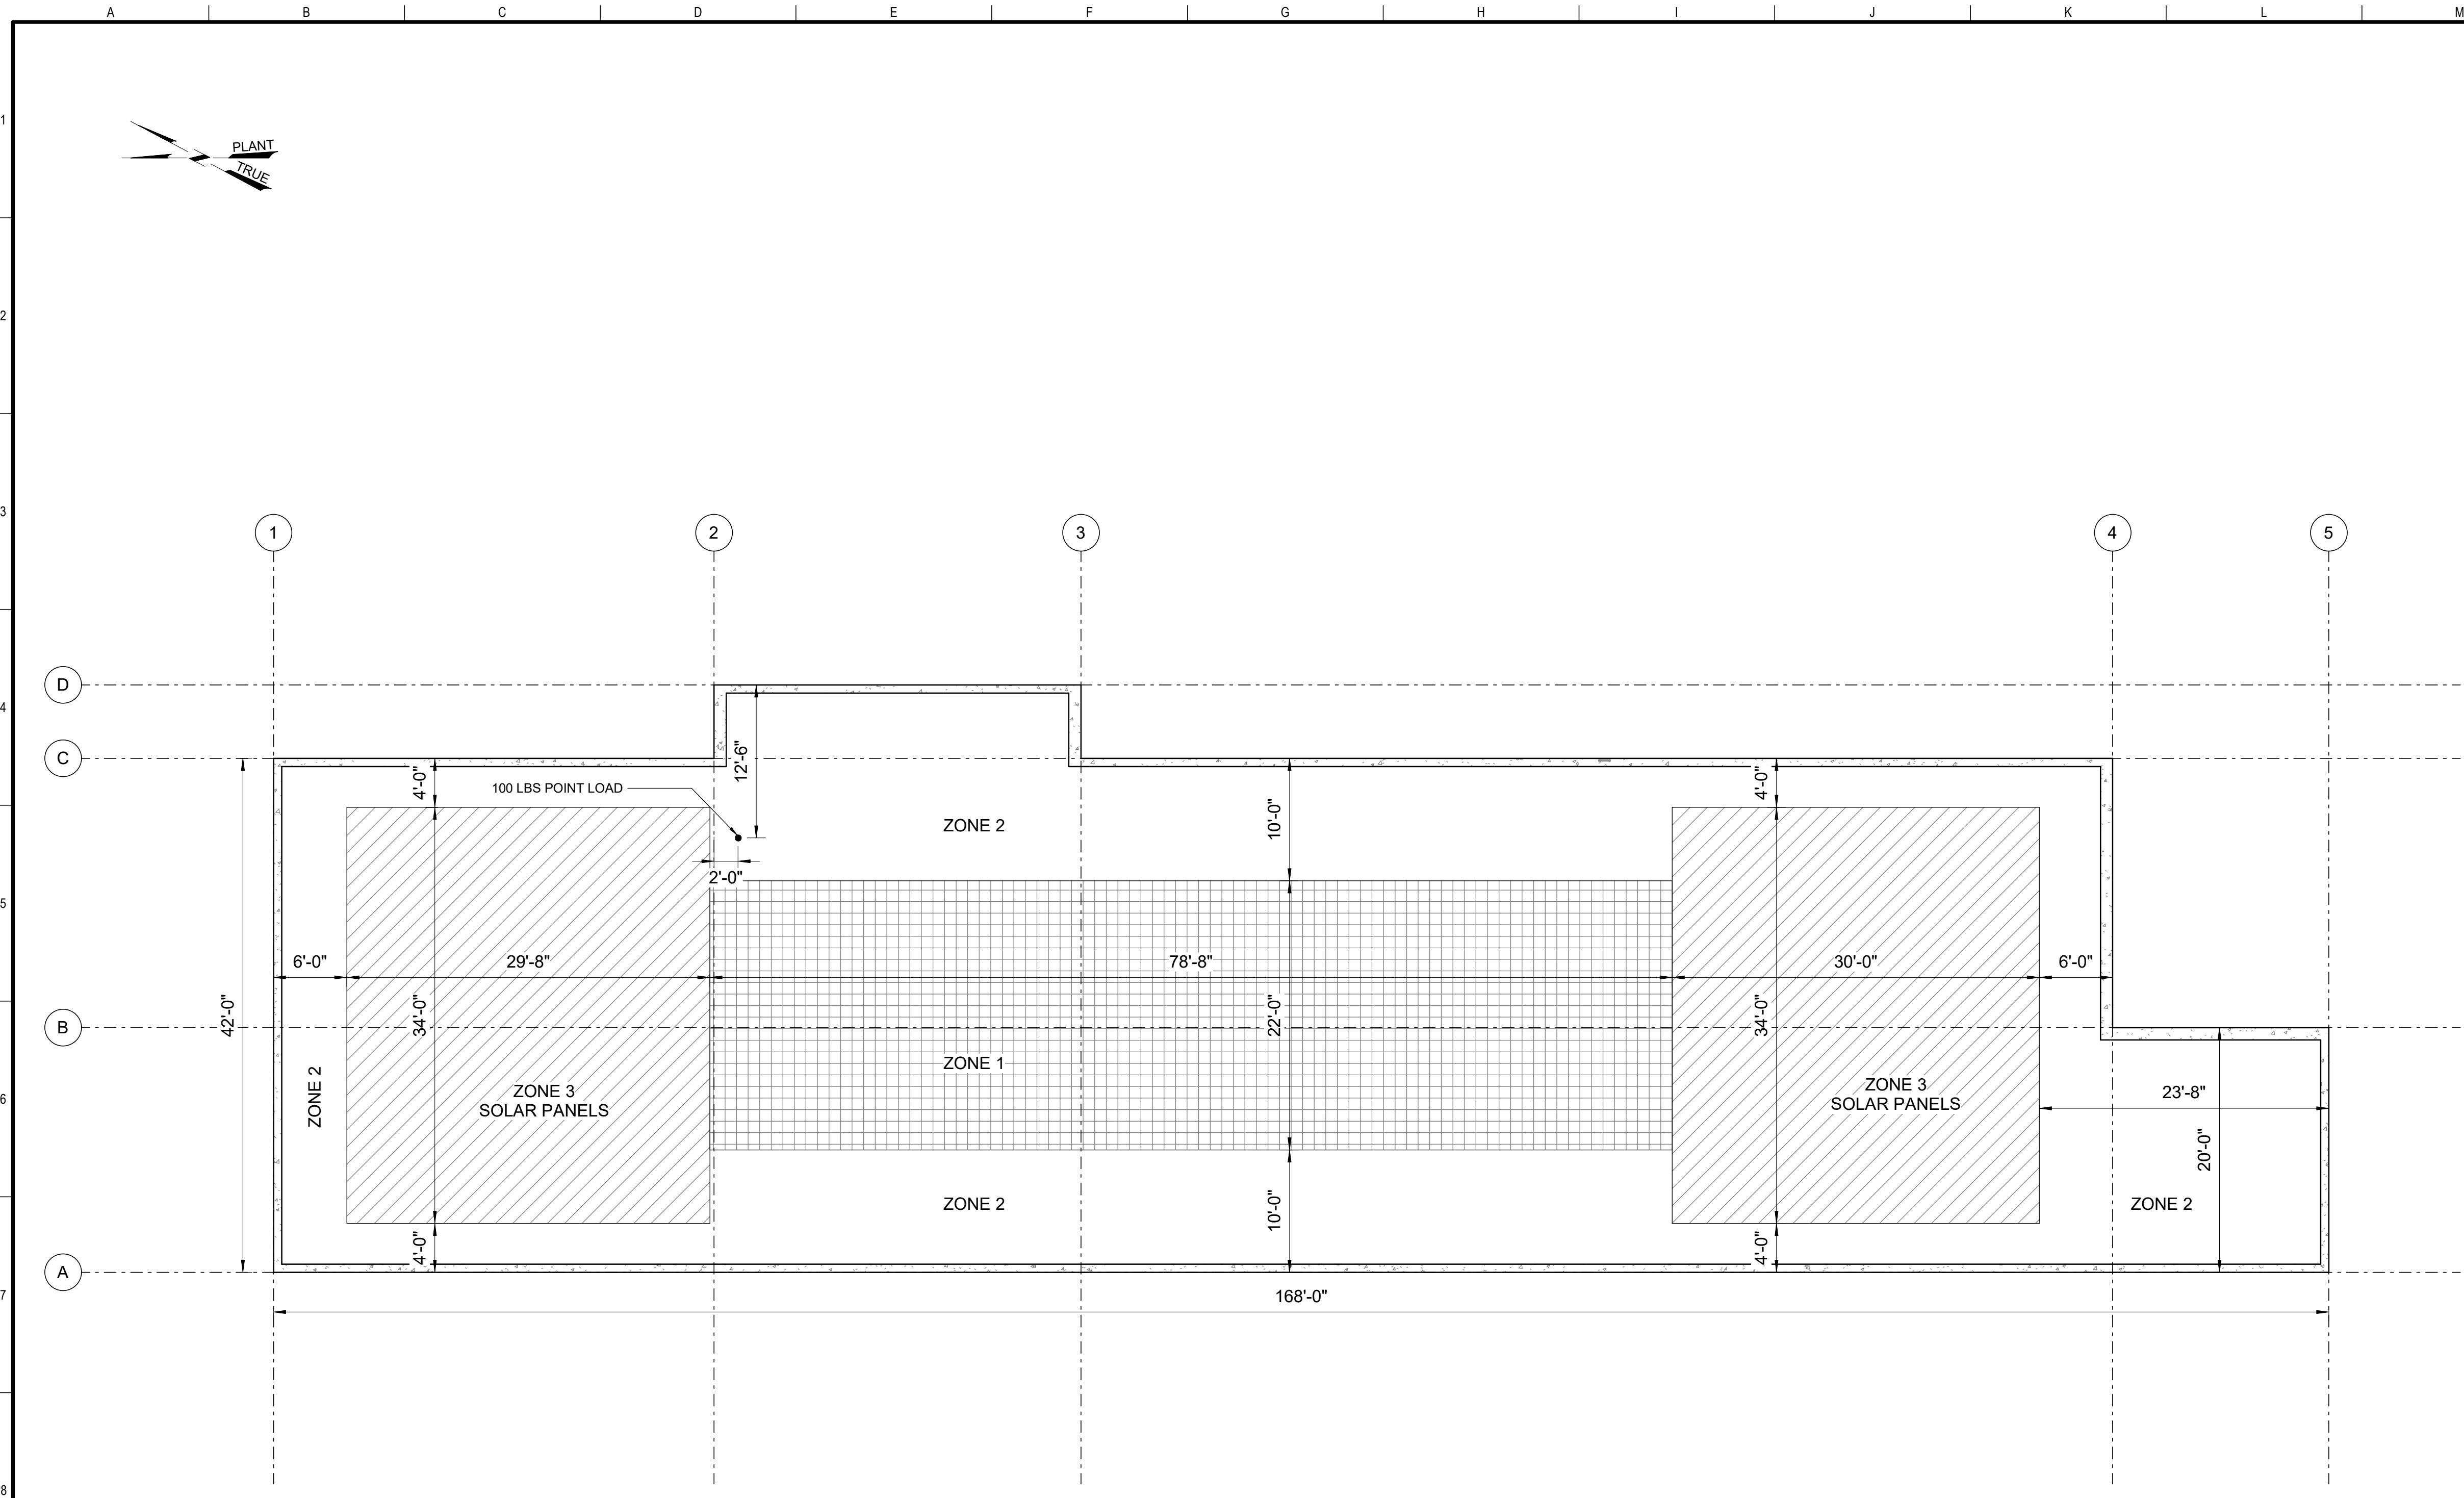 A B C D E F G H I J K L M
1
PLANT
TRUE
2
3
1 2 3 4 5
D
4
C
12'-6"
4'-0"
4'-0"
100 LBS POINT LOAD
10'-0"
ZONE 2
2'-0"
5
6'-0"
29'-8"
78'-8"
30'-0"
6'-0"
42'-0"
34'-0"
22'-0"
34'-0"
B
ZONE 1
ZONE 2
ZONE 3
SOLAR PANELS
ZONE 3
SOLAR PANELS
6
23'-8"
20'-0"
ZONE 2
10'-0"
ZONE 2
4'-0"
4'-0"
A
7
168'-0"
8